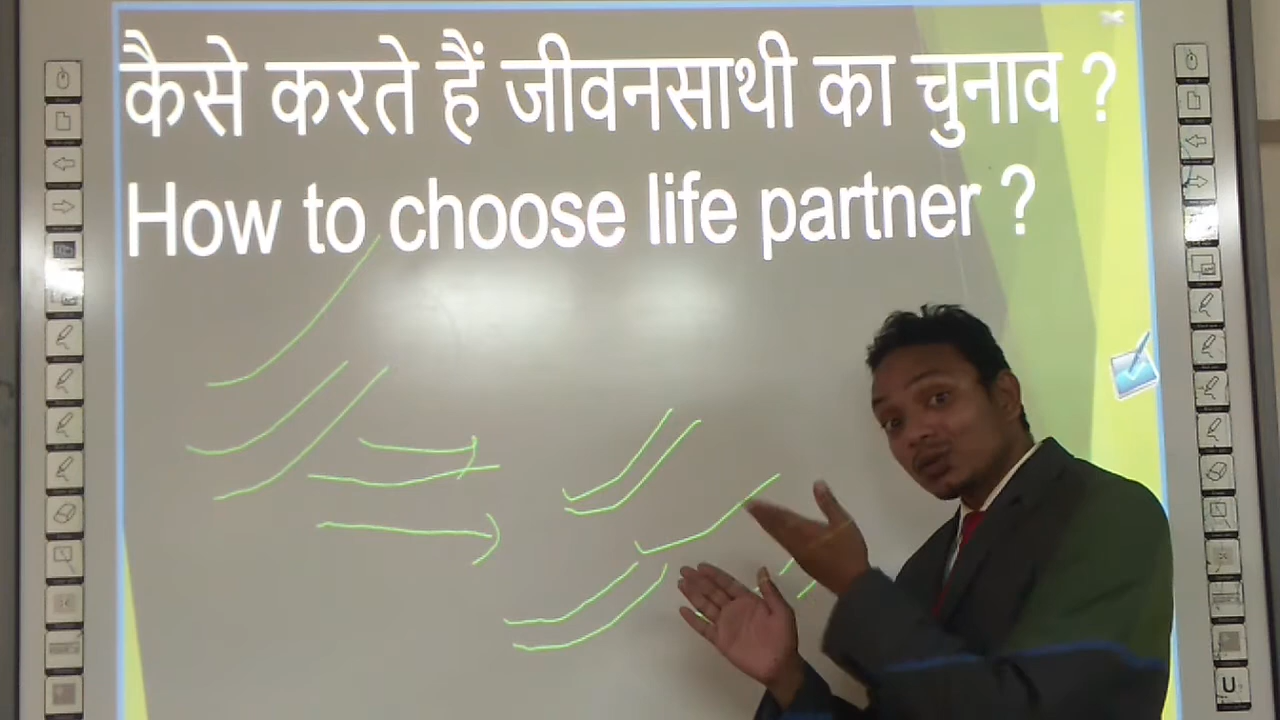 कैसे करते हैं जीवनसाथी का चुनाव ?
How to choose life partner ?
U